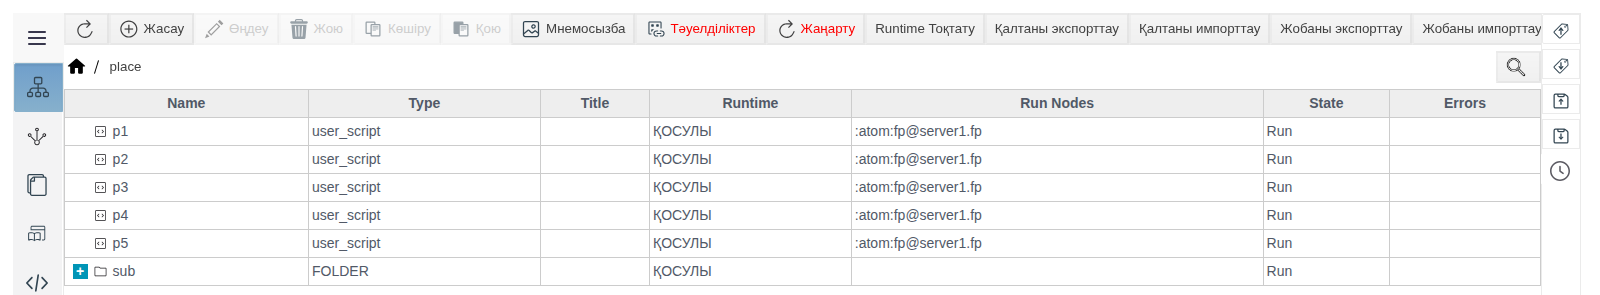 Жасау Өңдеу Жою Көшіру Қою Мнемосызба Тәуелділіктер Жаңарту Runtime Тоқтату Қалтаны экспорттау Қалтаны импорттау Жобаны экспорттау Жобаны импорттау
/ place
Name Type Title Runtime Run Nodes State Errors
p1 user_script ҚОСУЛЫ :atom:fp@server1.fp Run
p2 user_script ҚОСУЛЫ :atom:fp@server1.fp Run
p3 user_script ҚОСУЛЫ :atom:fp@server1.fp Run
p4 user_script ҚОСУЛЫ :atom:fp@server1.fp Run
p5 user_script ҚОСУЛЫ :atom:fp@server1.fp Run
sub FOLDER ҚОСУЛЫ Run